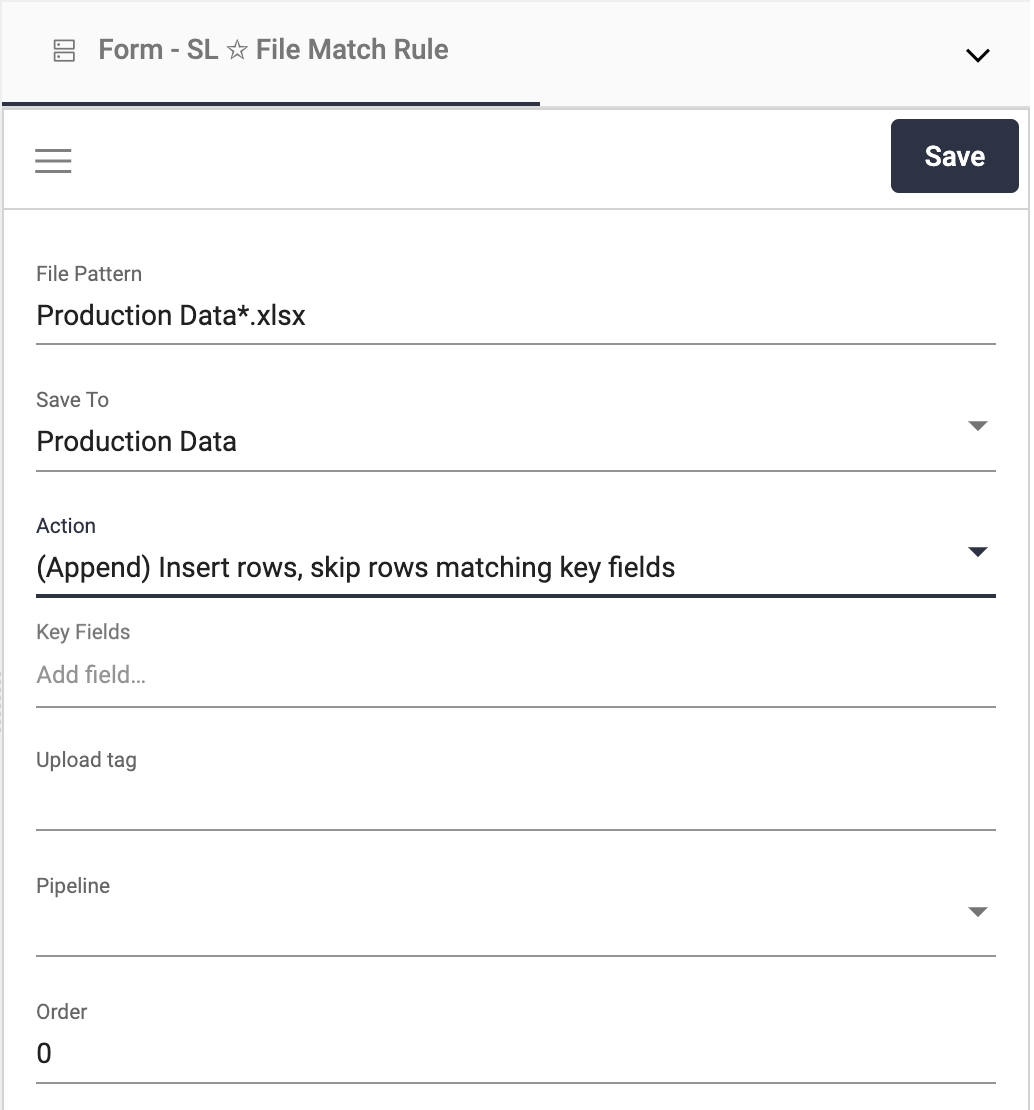 Form - SL ☆ File Match Rule
Save
File Pattern
Production Data*.xlsx
Save To
Production Data
Action
(Append) Insert rows, skip rows matching key fields
Key Fields
Add field…
Upload tag
Pipeline
Order
0